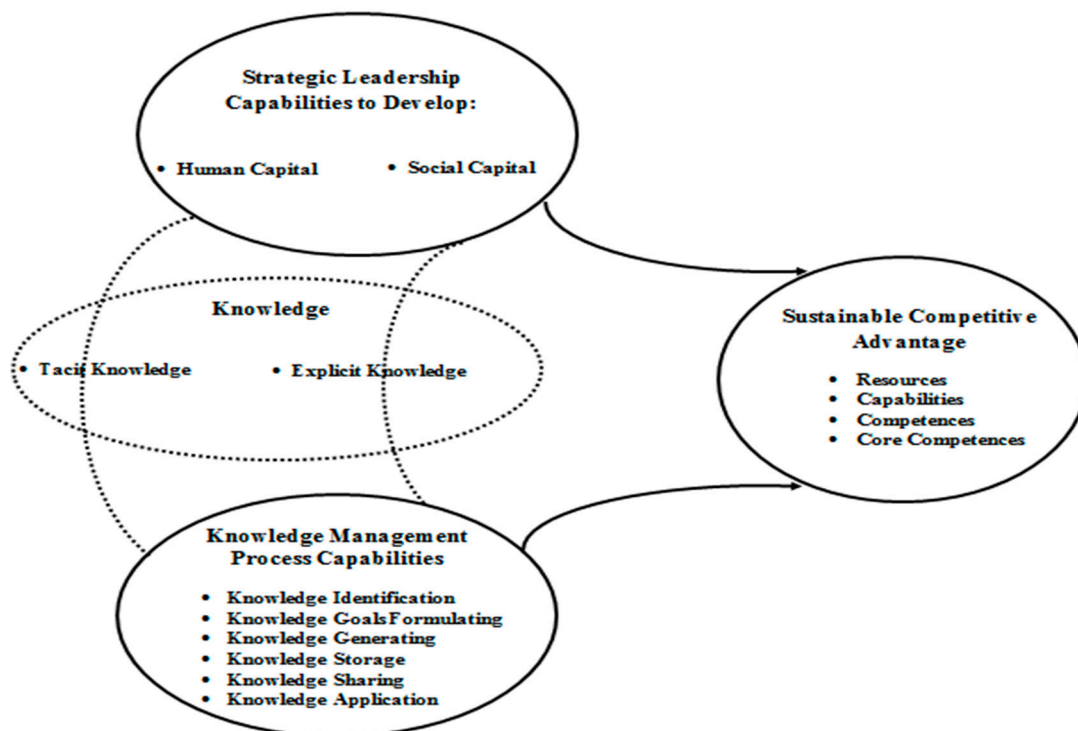 Strategic Leadership
Capabilities to Develop:
• Human Capital
• Social Capital
Knowledge
• Tacit Knowledge
• Explicit Knowledge
Sustainable Competitive
Advantage
• Resources
• Capabilities
• Competences
• Core Competences
Knowledge Management
Process Capabilities
• Knowledge Identification
• Knowledge Goals Formulating
• Knowledge Generating
• Knowledge Storage
• Knowledge Sharing
• Knowledge Application